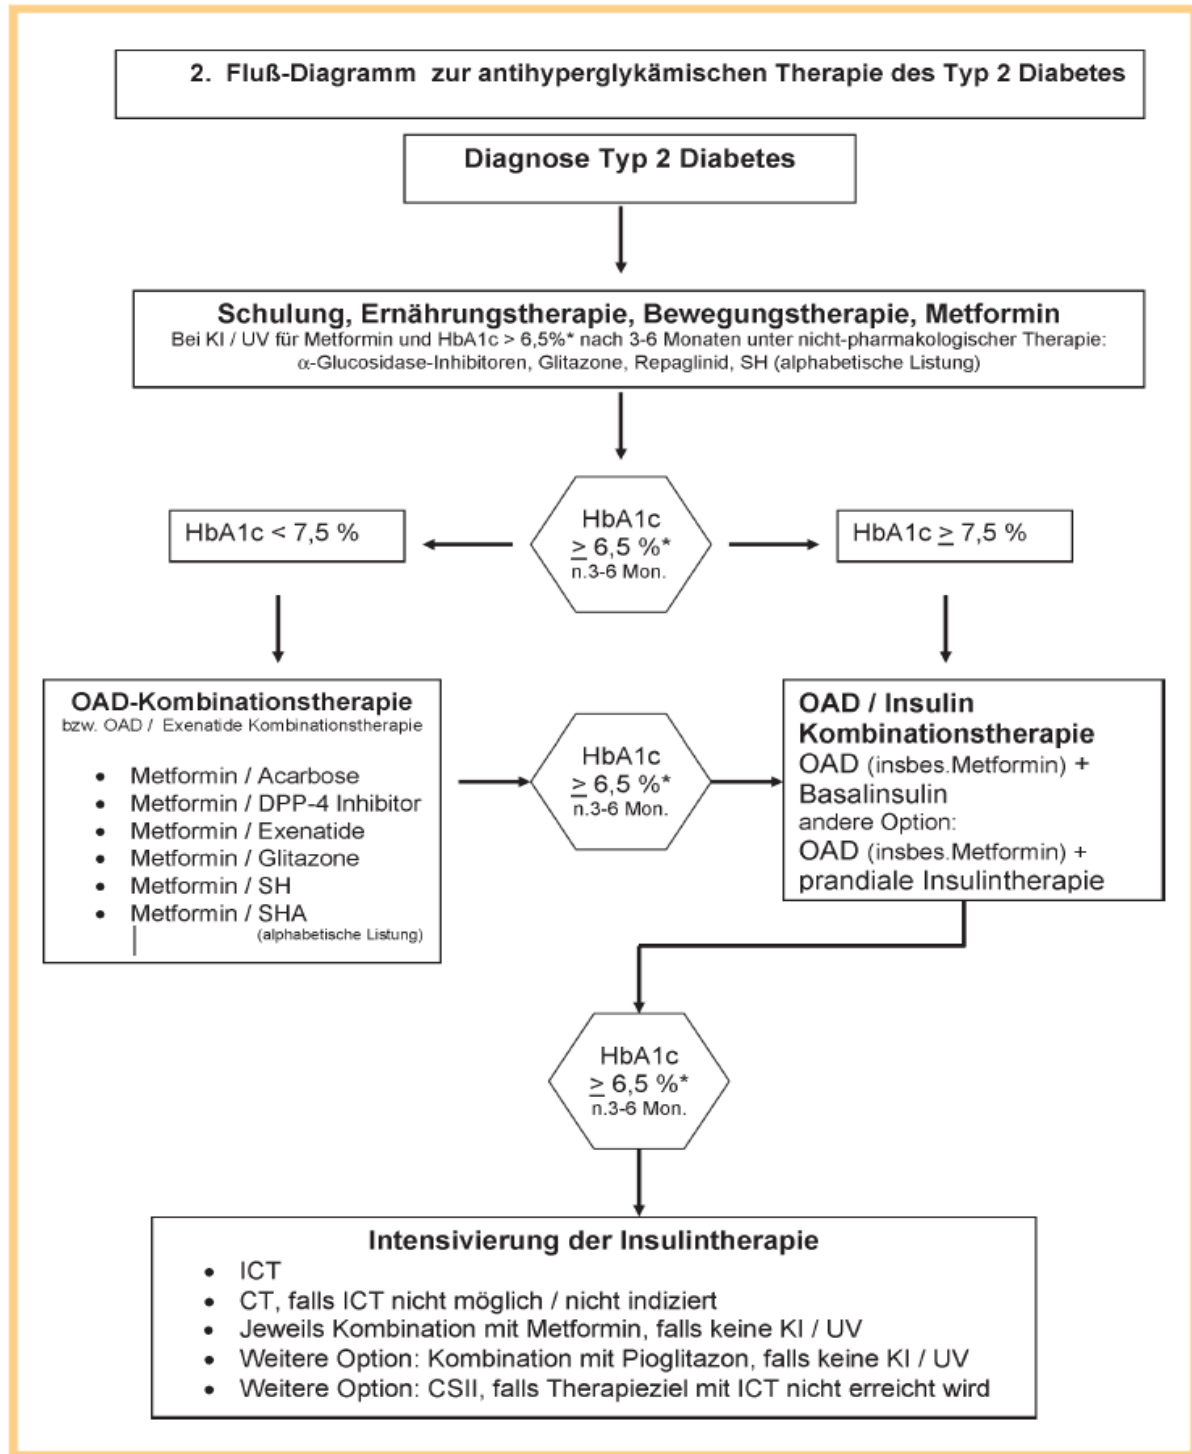 2. Fluß-Diagramm zur antihyperglykämischen Therapie des Typ 2 Diabetes
Diagnose Typ 2 Diabetes
Schulung, Ernährungstherapie, Bewegungstherapie, Metformin
Bei KI / UV für Metformin und HbA1c > 6,5%* nach 3-6 Monaten unter nicht-pharmakologischer Therapie:
α-Glucosidase-Inhibitoren, Glitazone, Repaglinid, SH (alphabetische Listung)
HbA1c
≥ 6,5 %*
n.3-6 Mon.
HbA1c < 7,5 %
HbA1c ≥ 7,5 %
OAD-Kombinationstherapie
bzw. OAD / Exenatide Kombinationstherapie
• Metformin / Acarbose
• Metformin / DPP-4 Inhibitor
• Metformin / Exenatide
• Metformin / Glitazone
• Metformin / SH
• Metformin / SHA
(alphabetische Listung)
HbA1c
≥ 6,5 %*
n.3-6 Mon.
OAD / Insulin
Kombinationstherapie
OAD (insbes.Metformin) +
Basalinsulin
andere Option:
OAD (insbes.Metformin) +
prandiale Insulintherapie
HbA1c
≥ 6,5 %*
n.3-6 Mon.
Intensivierung der Insulintherapie
• ICT
• CT, falls ICT nicht möglich / nicht indiziert
• Jeweils Kombination mit Metformin, falls keine KI / UV
• Weitere Option: Kombination mit Pioglitazon, falls keine KI / UV
• Weitere Option: CSII, falls Therapieziel mit ICT nicht erreicht wird